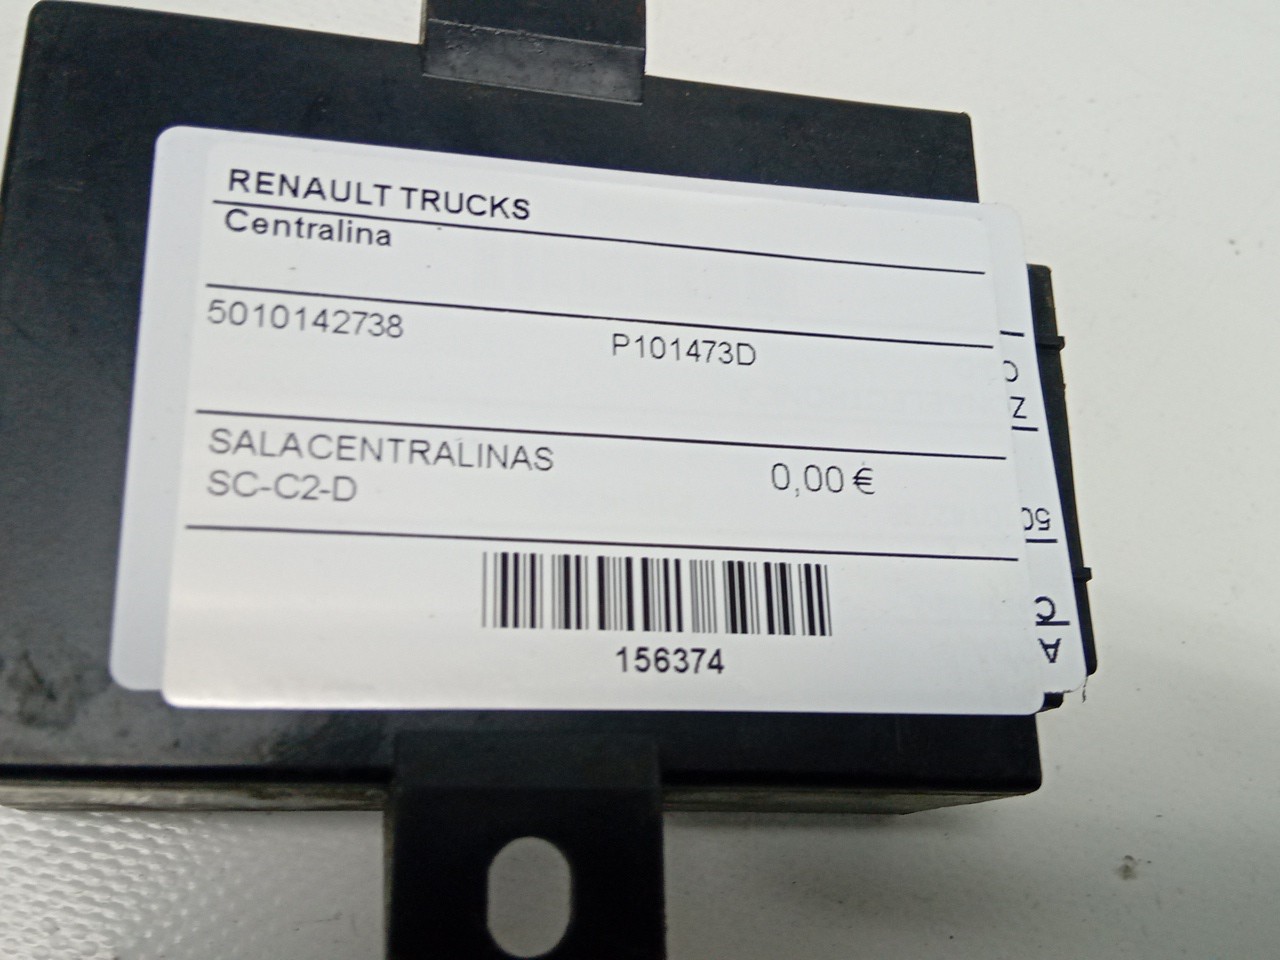 RENAULT TRUCKS
Centralina
5010142738 P101473D
SALACENTRALINAS 0,00 €
SC-C2-D
156374